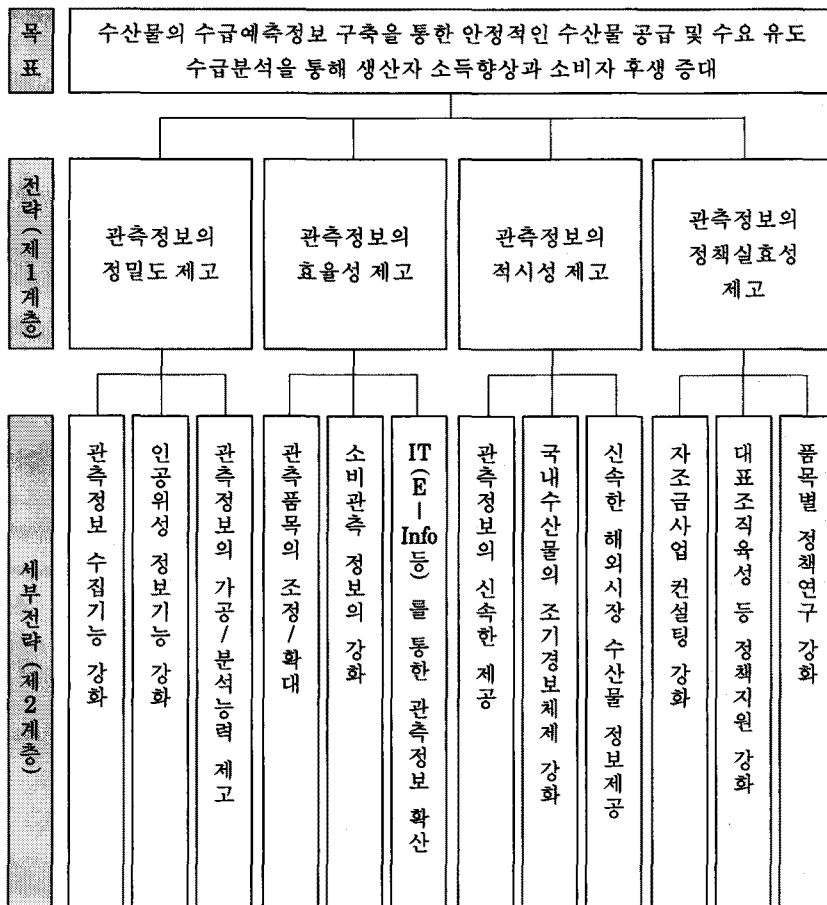 목표
수산물의 수급예측정보 구축을 통한 안정적인 수산물 공급 및 수요 유도
수급분석을 통해 생산자 소득향상과 소비자 후생 증대
전략(제1계층)
관측정보의
정밀도 제고
관측정보의
효율성 제고
관측정보의
적시성 제고
관측정보의
정책실효성
제고
세부전략(제2계층)
관측정보 수집기능 강화
인공위성 정보기능 강화
관측정보의 가공/분석능력 제고
관측품목의 조정/확대
소비관측 정보의 강화
IT(E-Info등)를 통한 관측정보 확산
관측정보의 신속한 제공
국내수산물의 조기경보체제 강화
신속한 해외시장 수산물 정보제공
자조금사업 컨설팅 강화
대표조직육성 등 정책지원 강화
품목별 정책연구 강화